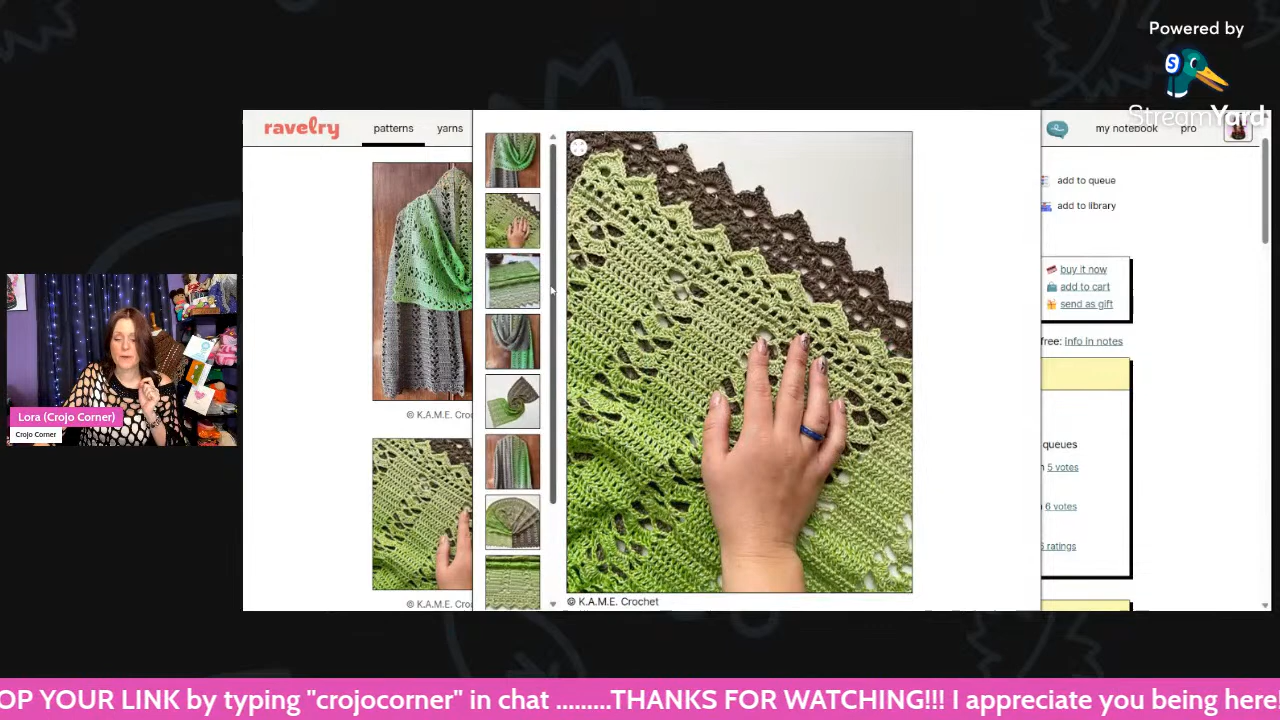 Powered by
S
StreamYard
ravelry
patterns
yarns
my notebook
pro
add to queue
add to library
buy it now
add to cart
send as gift
free: info in notes
queues
5 votes
6 votes
ratings
© K.A.M.E. Cro
© K.A.M.E. Cro
© K.A.M.E. Crochet
Lora (Crojo Corner)
Crojo Corner
OP YOUR LINK by typing "crojocorner" in chat .........THANKS FOR WATCHING!!! I appreciate you being here!